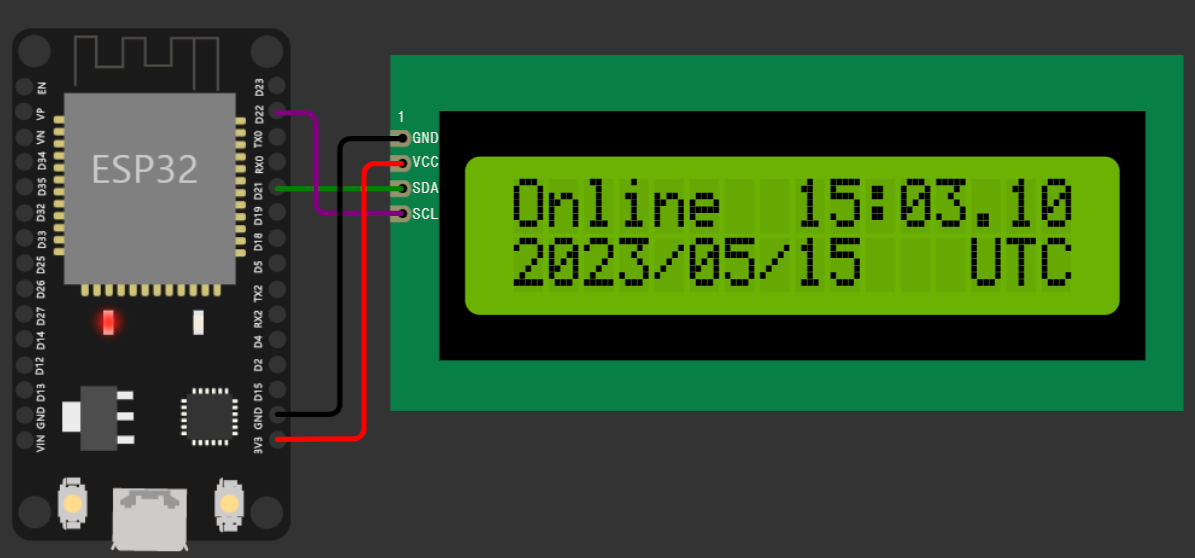 EN
VP
VN
D34
D35
D32
D33
D25
D26
D27
D14
D12
D13
GND
VIN
ESP32
D23
D22
TX0
RX0
D21
D19
D18
D5
TX2
RX2
D4
D2
D15
GND
3V3
1
GND
VCC
SDA
SCL
Online 15:03.10
2023/05/15 UTC